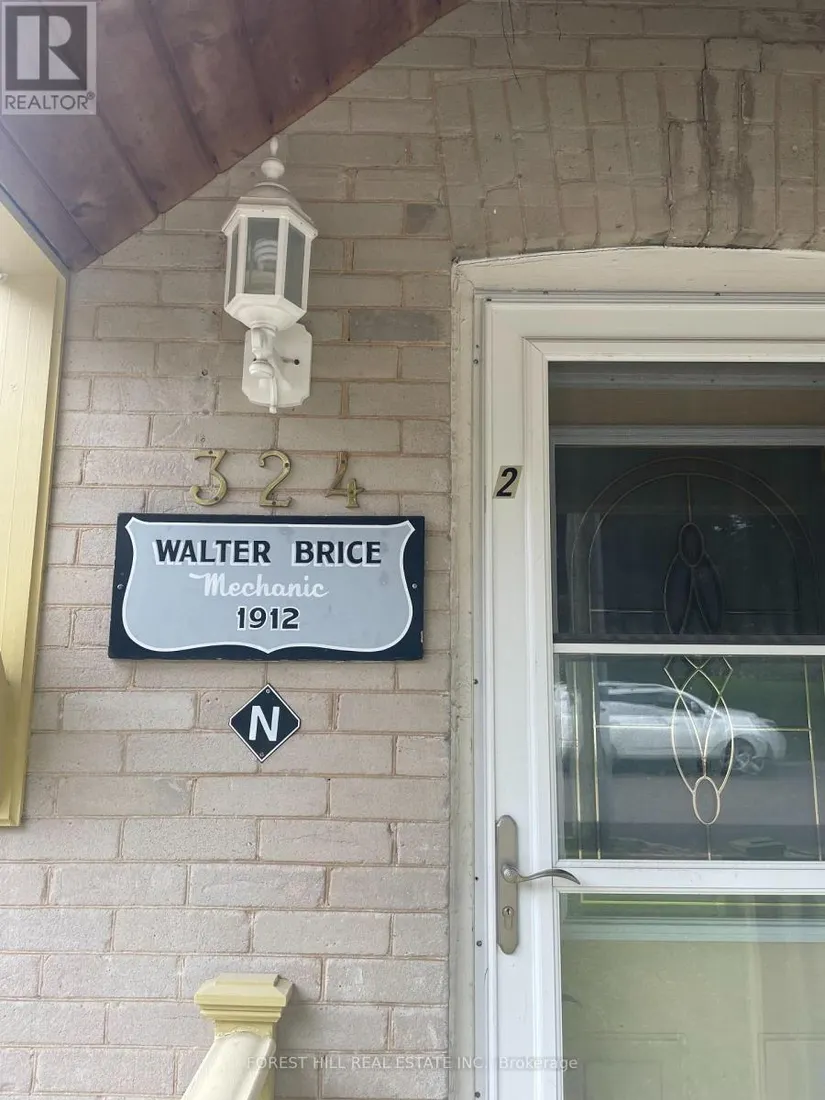 R
REALTOR®
324
2
WALTER BRICE
Mechanic
1912
N
FOREST HILL REAL ESTATE INC., Brokerage